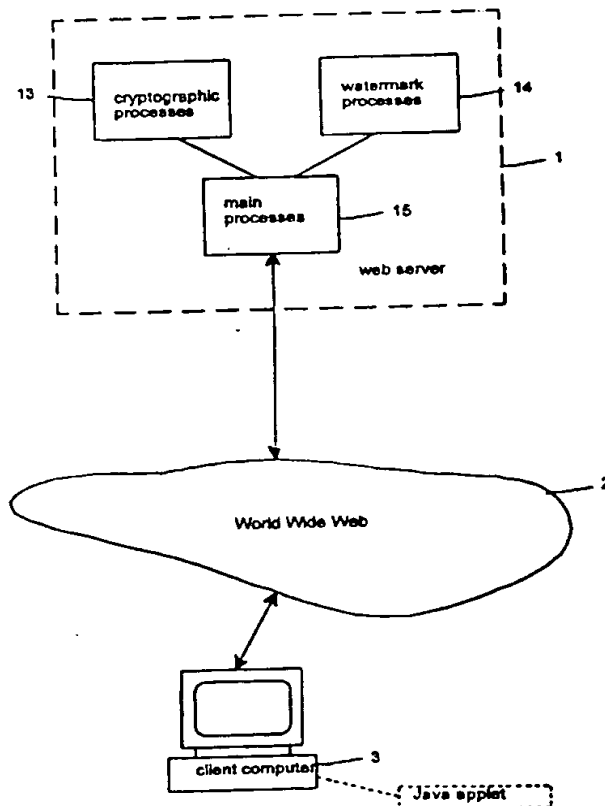 13
cryptographic
processes
watermark
processes
14
1
main
processes
15
web server
2
World Wide Web
client computer
3
Java applet